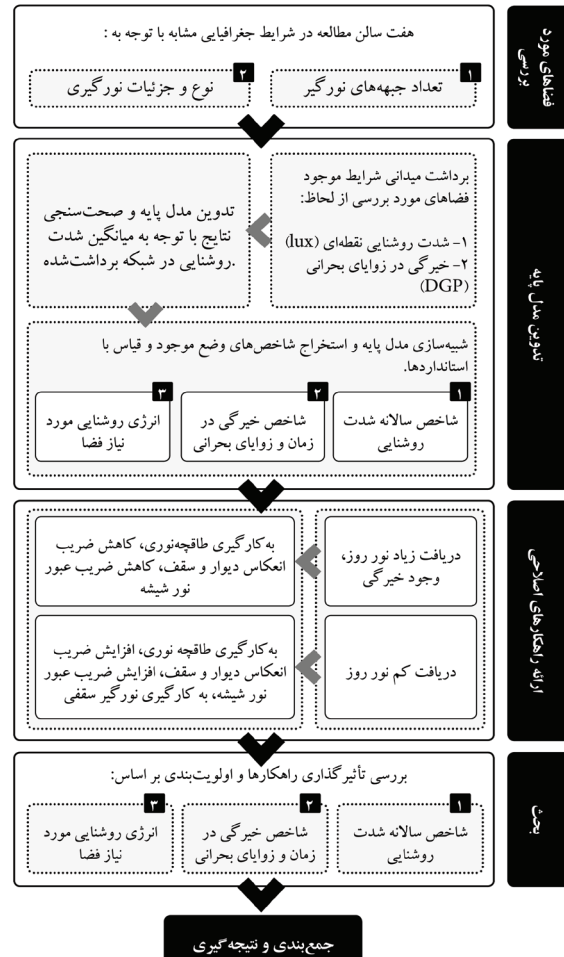 فضاهای مورد
بررسی
هفت سالن مطالعه در شرایط جغرافیایی مشابه با توجه به :
۱
تعداد جبهه‌های نورگیر
۲
نوع و جزئیات نورگیری
تدوین مدل پایه
برداشت میدانی شرایط موجود
فضاهای مورد بررسی از لحاظ:
۱- شدت روشنایی نقطه‌ای (lux)
۲- خیرگی در زوایای بحرانی
(DGP)
تدوین مدل پایه و صحت‌سنجی
نتایج با توجه به میانگین شدت
روشنایی در شبکه برداشت‌شده.
شبیه‌سازی مدل پایه و استخراج شاخص‌های وضع موجود و قیاس با
استانداردها.
۱
شاخص سالانه شدت
روشنایی
۲
شاخص خیرگی در
زمان و زوایای بحرانی
۳
انرژی روشنایی مورد
نیاز فضا
ارائه راهکارهای اصلاحی
دریافت زیاد نور روز،
وجود خیرگی
به‌کارگیری طاقچه‌نوری، کاهش ضریب
انعکاس دیوار و سقف، کاهش ضریب عبور
نور شیشه
دریافت کم نور روز
به‌کارگیری طاقچه نوری، افزایش ضریب
انعکاس دیوار و سقف، افزایش ضریب عبور
نور شیشه، به کارگیری نورگیر سقفی
بحث
بررسی تأثیرگذاری راهکارها و اولویت‌بندی بر اساس:
۱
شاخص سالانه شدت
روشنایی
۲
شاخص خیرگی در
زمان و زوایای بحرانی
۳
انرژی روشنایی مورد
نیاز فضا
جمع‌بندی و نتیجه‌گیری